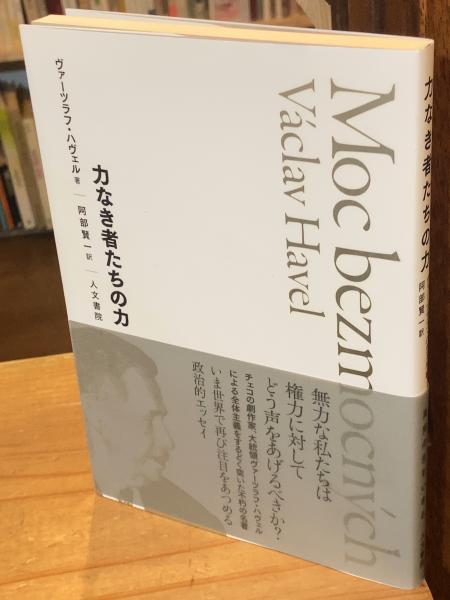 Moc bezmocných
Václav Havel
ヴァーツラフ・ハヴェル 著
力なき者たちの力
阿部賢一 訳
人文書院
無力な私たちは
権力に対して
どう声をあげるべきか?
チェコの劇作家、大統領ヴァーツラフ・ハヴェル
による全体主義をするどく突いた不朽の名著
いま世界で再び注目をあつめる
政治的エッセイ
力なき者たちの力
阿部賢一 訳